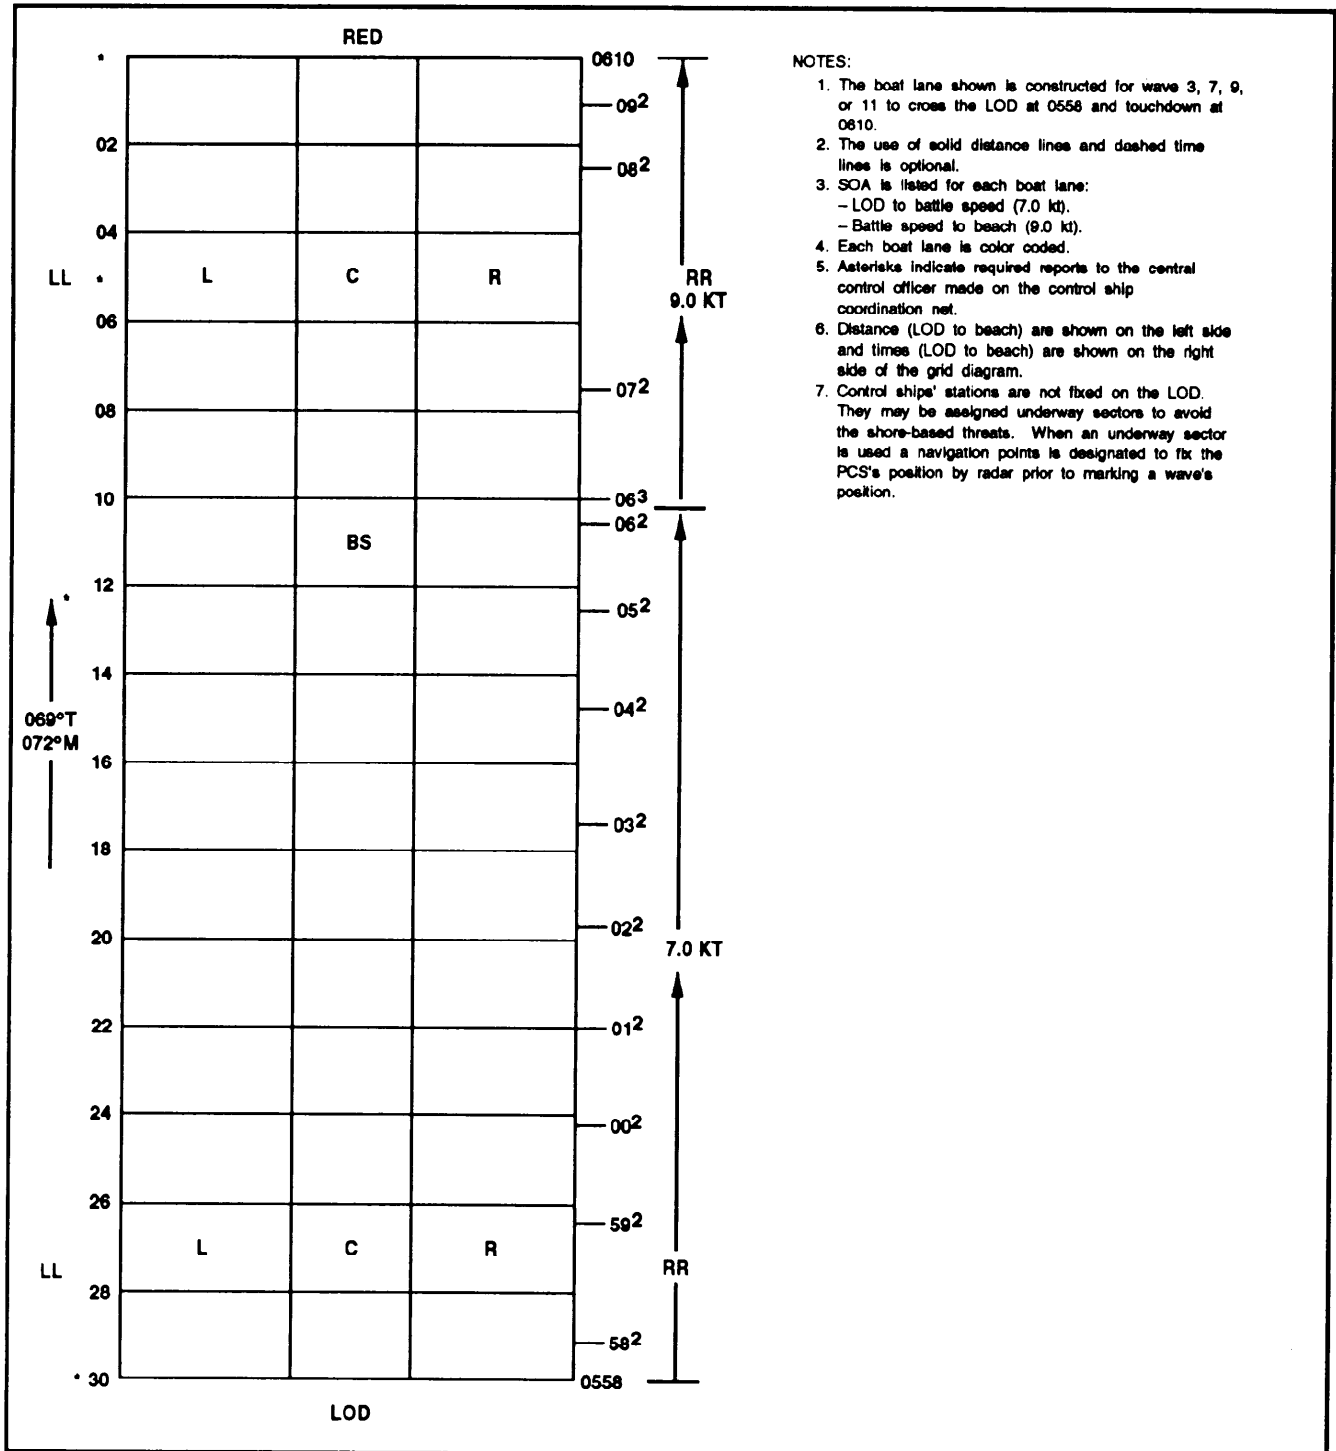 RED
* 0610
09²
02
08²
04
LL * L C R RR
9.0 KT
06
07²
08
10 06³
06²
BS
12
*
05²
14
04²
069°T
072°M
16
03²
18
02²
20
7.0 KT
22 01²
24
00²
26
59²
L C R
LL RR
28
58²
* 30 0558
LOD
NOTES:
1. The boat lane shown is constructed for wave 3, 7, 9,
or 11 to cross the LOD at 0558 and touchdown at
0610.
2. The use of solid distance lines and dashed time
lines is optional.
3. SOA is listed for each boat lane:
– LOD to battle speed (7.0 kt).
– Battle speed to beach (9.0 kt).
4. Each boat lane is color coded.
5. Asterisks indicate required reports to the central
control officer made on the control ship
coordination net.
6. Distance (LOD to beach) are shown on the left side
and times (LOD to beach) are shown on the right
side of the grid diagram.
7. Control ships' stations are not fixed on the LOD.
They may be assigned underway sectors to avoid
the shore-based threats. When an underway sector
is used a navigation points is designated to fix the
PCS's position by radar prior to marking a wave's
position.